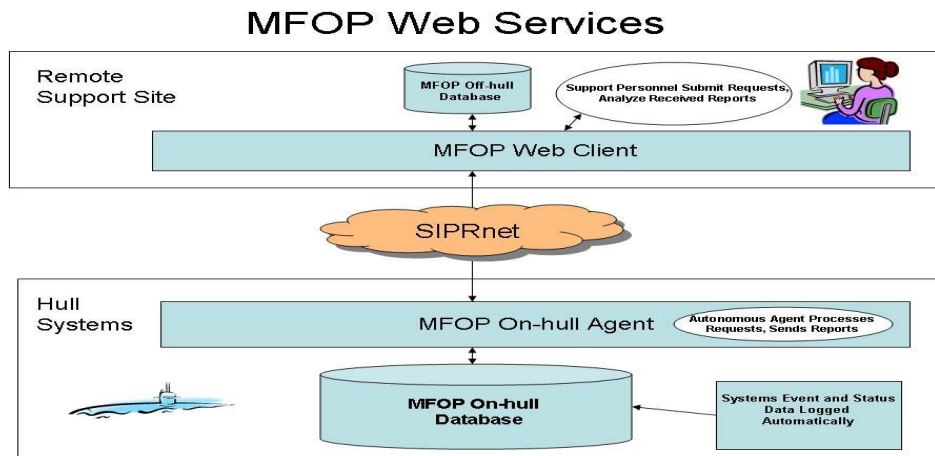 MFOP Web Services
Remote
Support Site
MFOP Off-hull
Database
Support Personnel Submit Requests,
Analyze Received Reports
MFOP Web Client
SIPRnet
Hull
Systems
MFOP On-hull Agent
Autonomous Agent Processes
Requests, Sends Reports
MFOP On-hull
Database
Systems Event and Status
Data Logged
Automatically